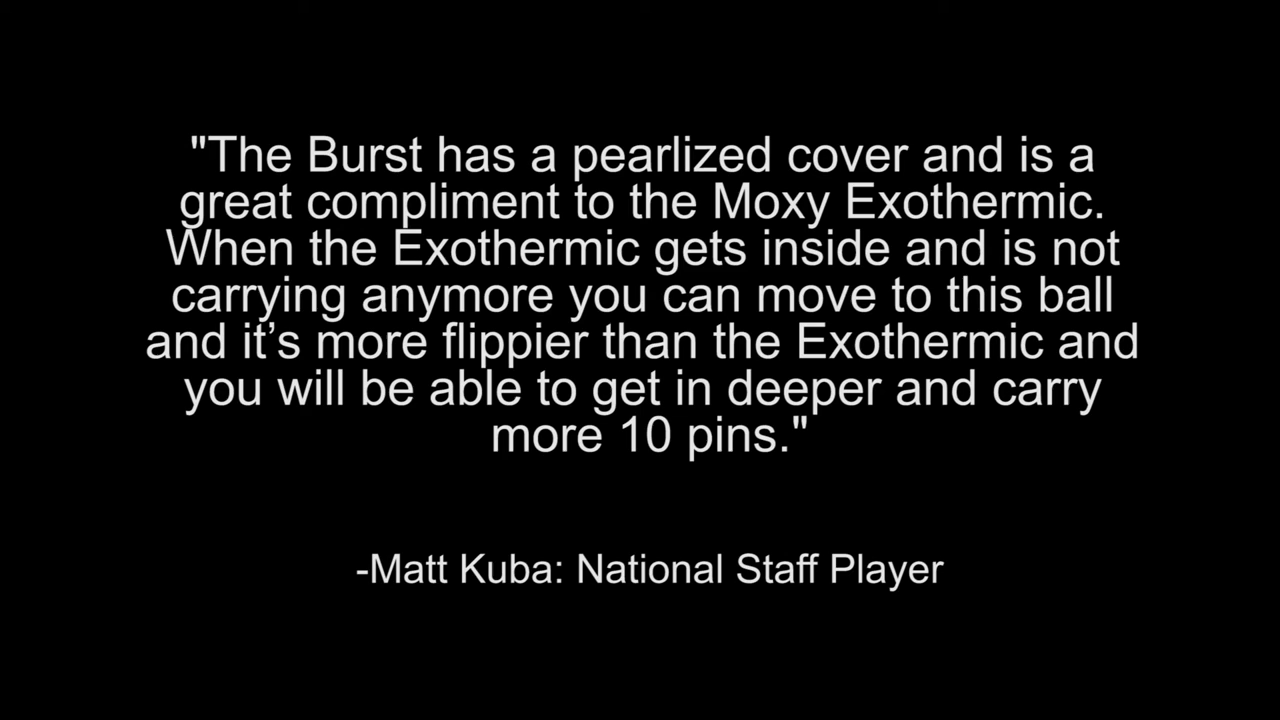 "The Burst has a pearlized cover and is a
great compliment to the Moxy Exothermic.
When the Exothermic gets inside and is not
carrying anymore you can move to this ball
and it’s more flippier than the Exothermic and
you will be able to get in deeper and carry
more 10 pins."
-Matt Kuba: National Staff Player